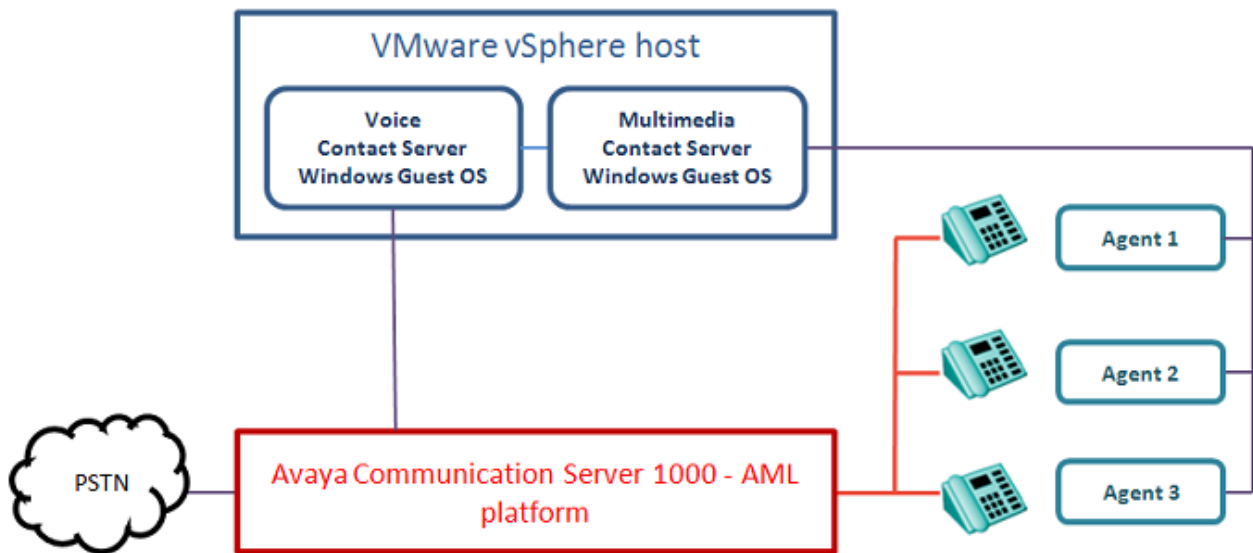 VMware vSphere host
Voice
Contact Server
Windows Guest OS
Multimedia
Contact Server
Windows Guest OS
Agent 1
Agent 2
Agent 3
PSTN
Avaya Communication Server 1000 - AML
platform